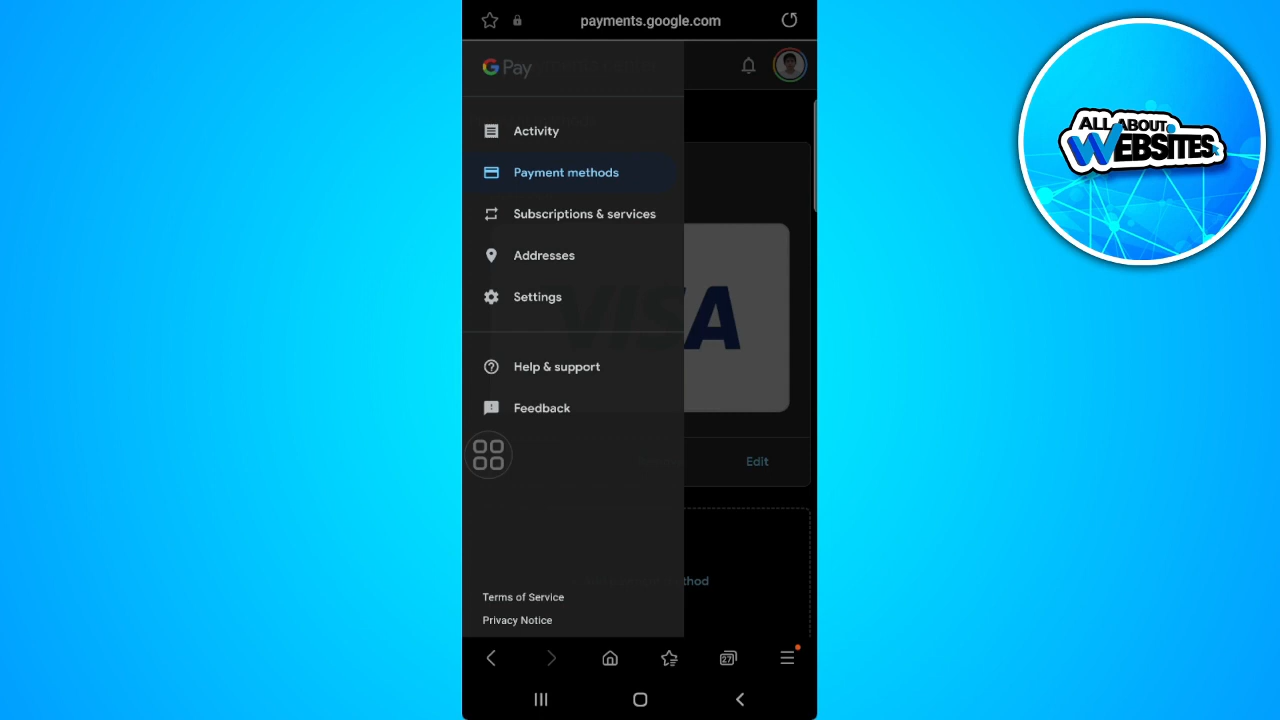 payments.google.com
G Pay
Activity
Payment methods
Subscriptions & services
Addresses
Settings
VISA
Help & support
Feedback
Edit
thod
Terms of Service
Privacy Notice
27
ALL ABOUT
WEBSITES